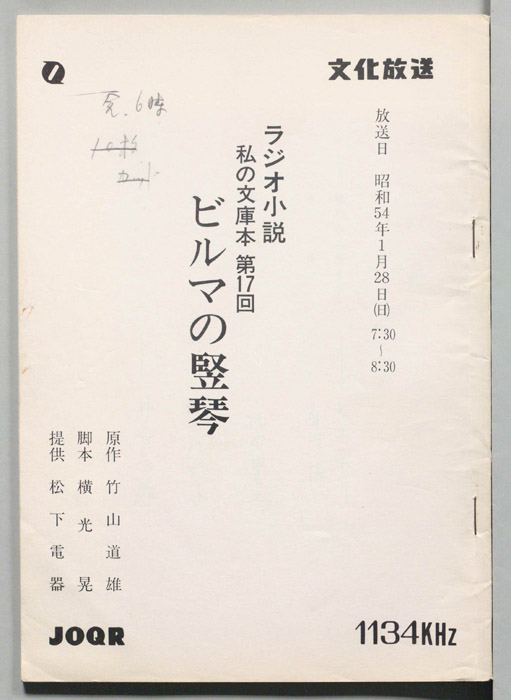 文化放送
放送日 昭和54年1月28日(日) 7:30~8:30
ラジオ小説
私の文庫本 第17回
ビルマの竪琴
原作 竹山道雄
脚本 横光晃
提供 松下電器
JOQR
1134KHz